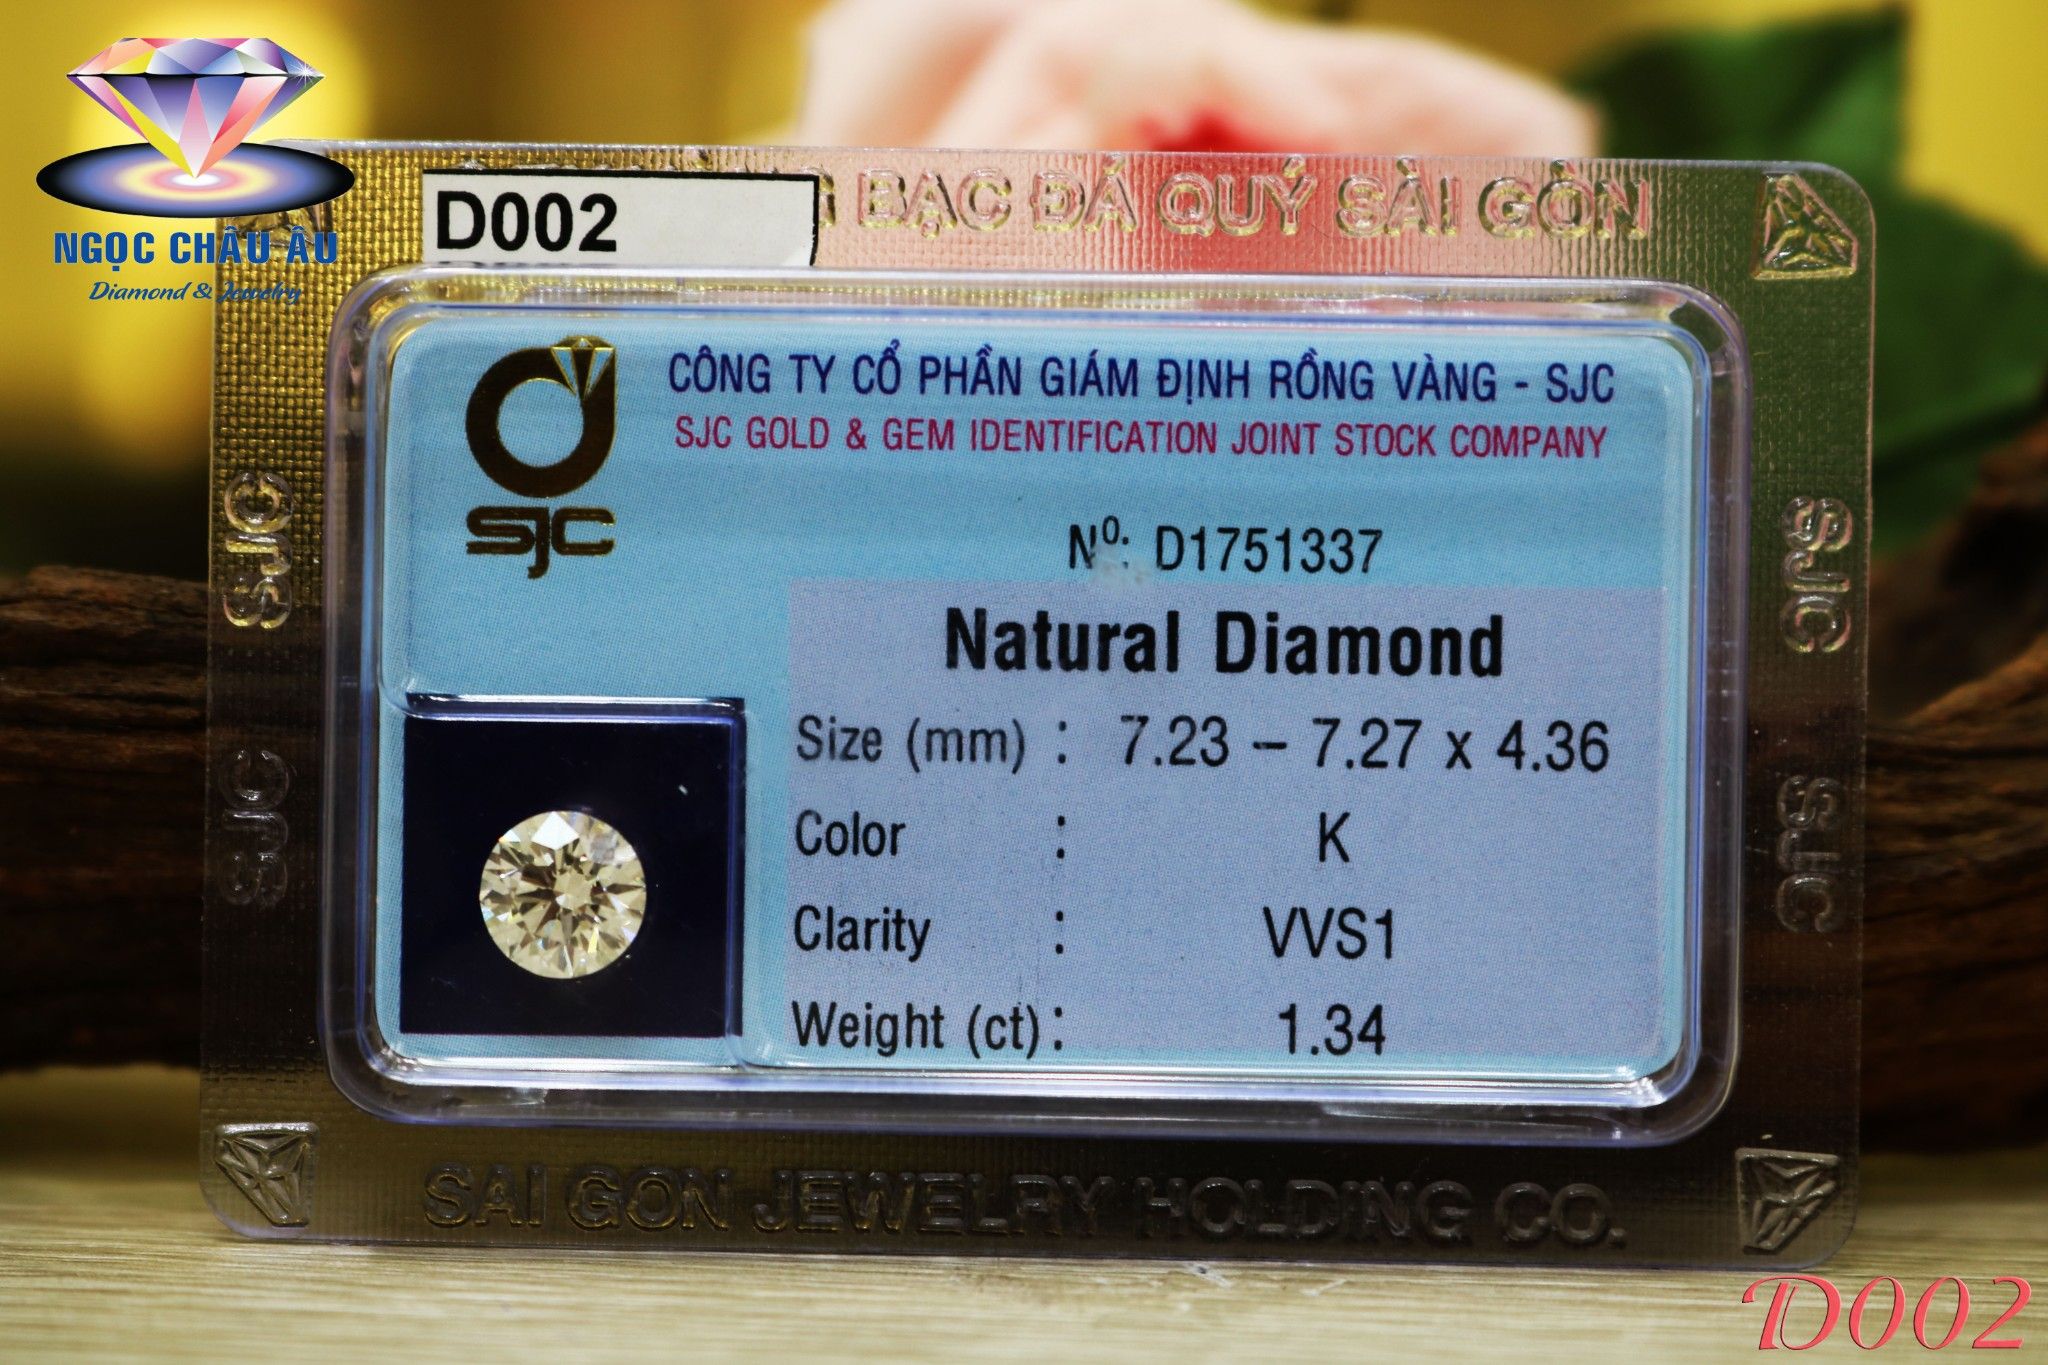 NGỌC CHÂU ÂU
Diamond & Jewelry
D002
BẠC ĐÁ QUÝ SÀI GÒN
CÔNG TY CỔ PHẦN GIÁM ĐỊNH RỒNG VÀNG - SJC
SJC GOLD & GEM IDENTIFICATION JOINT STOCK COMPANY
SJC
Nº: D1751337
Natural Diamond
Size (mm) : 7.23 – 7.27 x 4.36
Color : K
Clarity : VVS1
Weight (ct): 1.34
SJC
SJC
SJC
SJC
SAI GON JEWELRY HOLDING CO.
D002